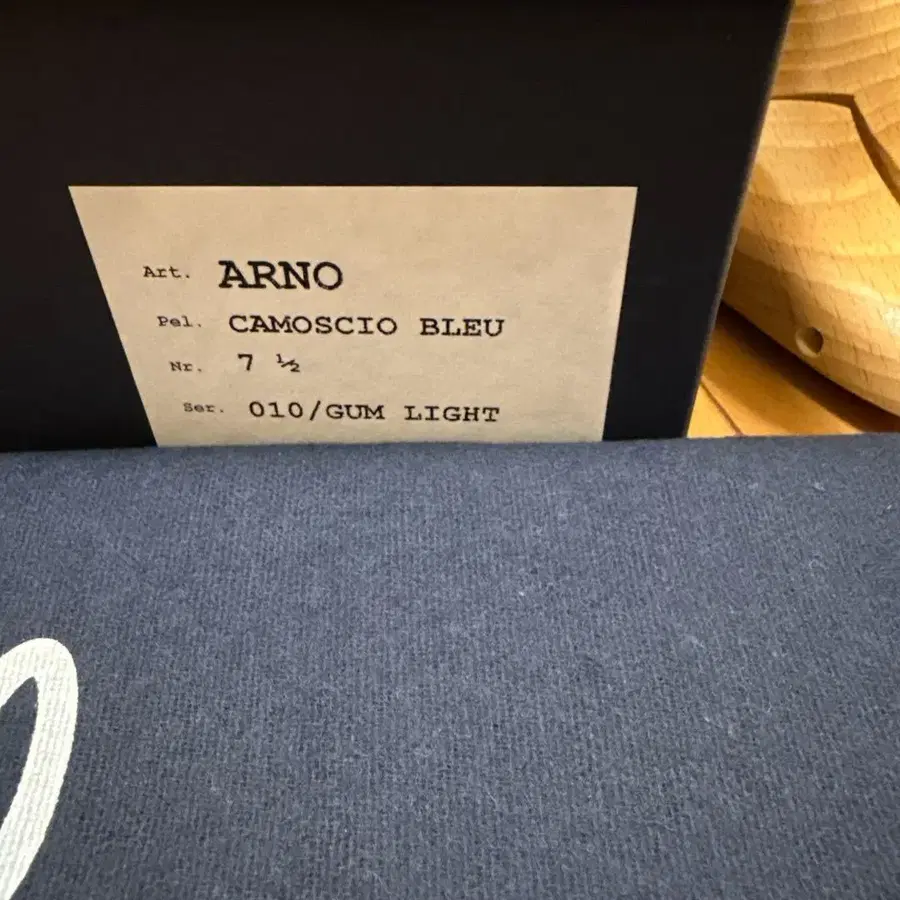 Art. ARNO
Pel. CAMOSCIO BLEU
Nr. 7 ½
Ser. 010/GUM LIGHT